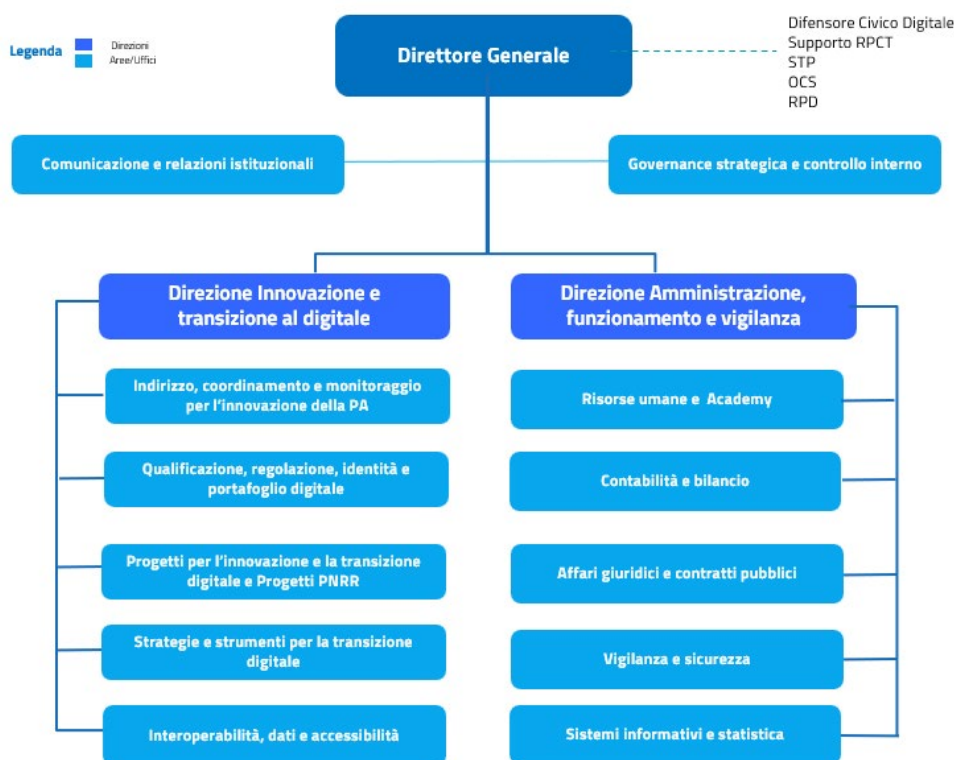 Legenda
Direzioni
Aree/Uffici
Direttore Generale
Difensore Civico Digitale
Supporto RPCT
STP
OCS
RPD
Comunicazione e relazioni istituzionali
Governance strategica e controllo interno
Direzione Innovazione e
transizione al digitale
Indirizzo, coordinamento e monitoraggio
per l'innovazione della PA
Qualificazione, regolazione, identità e
portafoglio digitale
Progetti per l'innovazione e la transizione
digitale e Progetti PNRR
Strategie e strumenti per la transizione
digitale
Interoperabilità, dati e accessibilità
Direzione Amministrazione,
funzionamento e vigilanza
Risorse umane e Academy
Contabilità e bilancio
Affari giuridici e contratti pubblici
Vigilanza e sicurezza
Sistemi informativi e statistica